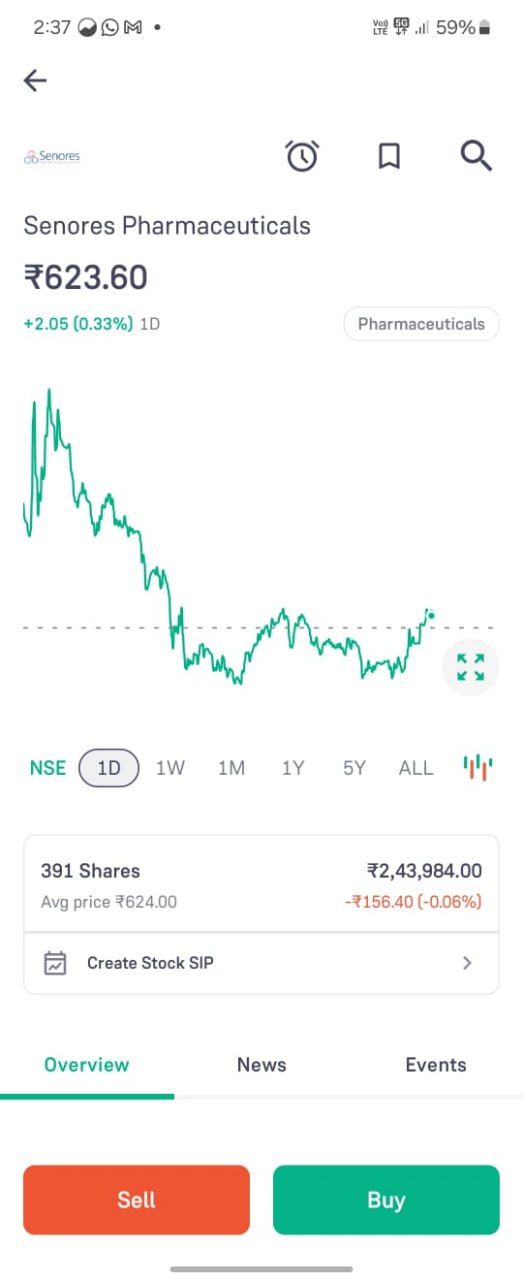 2:37 59%
VoI) LTE 5G
Senores
Senores Pharmaceuticals
₹623.60
+2.05 (0.33%) 1D
Pharmaceuticals
NSE 1D 1W 1M 1Y 5Y ALL
391 Shares ₹2,43,984.00
Avg price ₹624.00 -₹156.40 (-0.06%)
Create Stock SIP
Overview News Events
Sell Buy